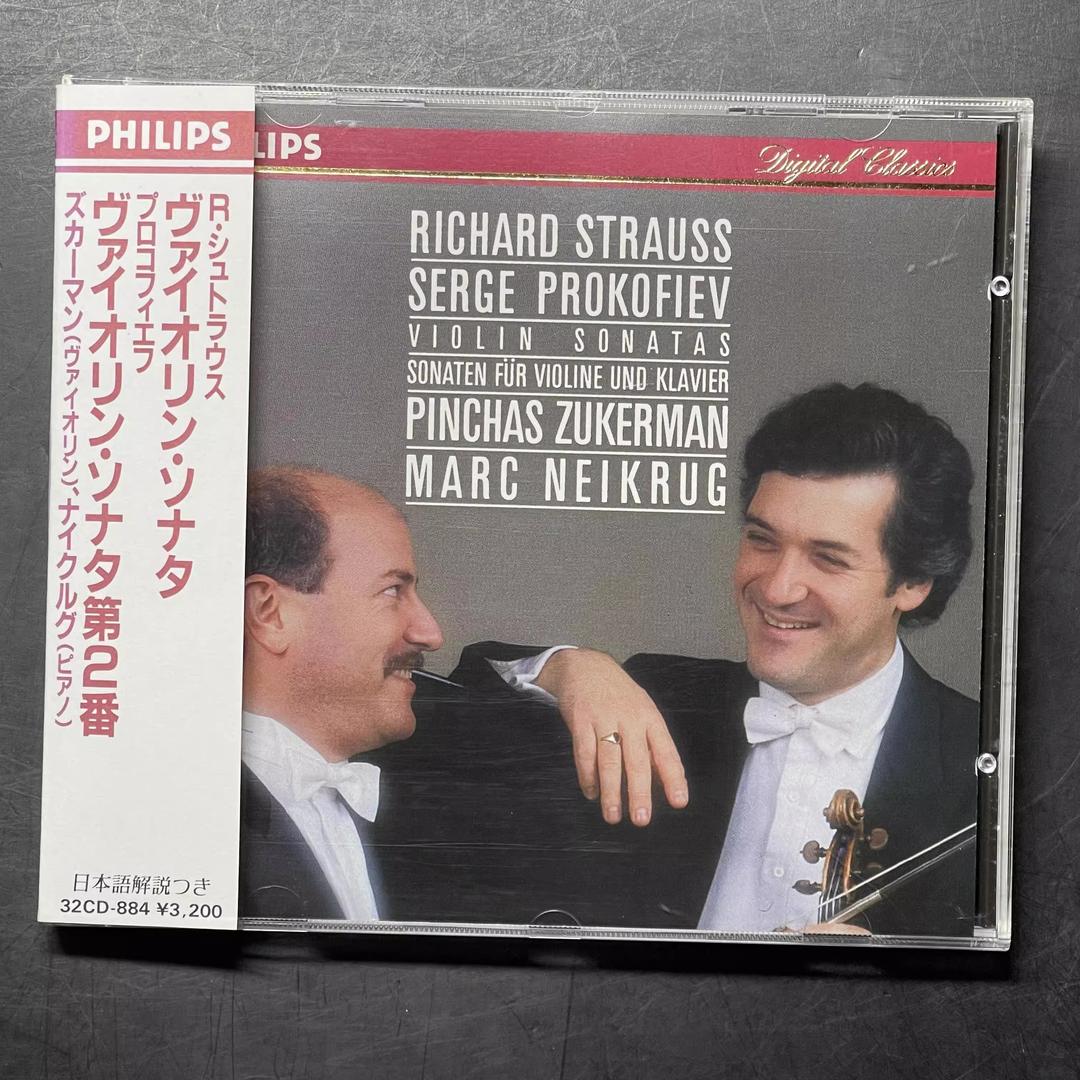 PHILIPS
R・シュトラウス
ヴァイオリン・ソナタ
プロコフィエフ
ヴァイオリン・ソナタ第2番
ズカーマン(ヴァイオリン)、ナイクルグ(ピアノ)
日本語解説つき
32CD-884 ¥3,200
LIPS
Digital Classics
RICHARD STRAUSS
SERGE PROKOFIEV
VIOLIN SONATAS
SONATEN FÜR VIOLINE UND KLAVIER
PINCHAS ZUKERMAN
MARC NEIKRUG